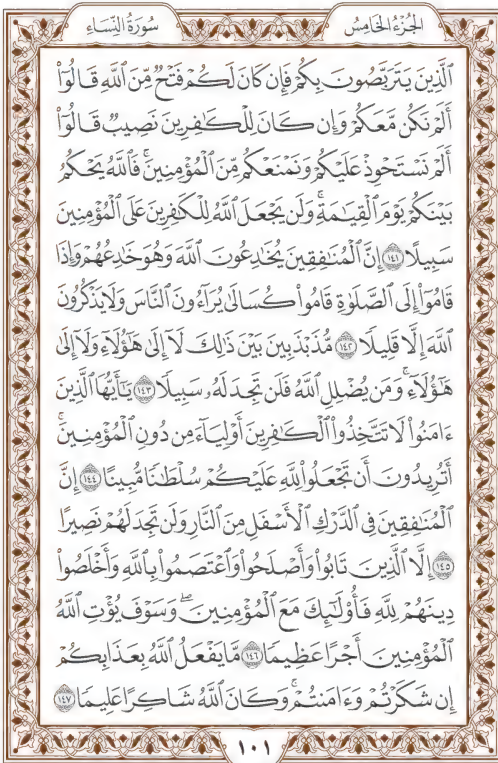 الجُزْءُ الخَامِسُ سُورَةُ النِّسَاءِ
ٱلَّذِينَ يَتَرَبَّصُونَ بِكُمْ فَإِن كَانَ لَكُمْ فَتْحٌ مِّنَ ٱللَّهِ قَالُوٓاْ
أَلَمْ نَكُن مَّعَكُمْ وَإِن كَانَ لِلْكَٰفِرِينَ نَصِيبٌ قَالُوٓاْ
أَلَمْ نَسْتَحْوِذْ عَلَيْكُمْ وَنَمْنَعْكُم مِّنَ ٱلْمُؤْمِنِينَۚ فَٱللَّهُ يَحْكُمُ
بَيْنَكُمْ يَوْمَ ٱلْقِيَٰمَةِۚ وَلَن يَجْعَلَ ٱللَّهُ لِلْكَٰفِرِينَ عَلَى ٱلْمُؤْمِنِينَ
سَبِيلًا ١٤١ إِنَّ ٱلْمُنَٰفِقِينَ يُخَٰدِعُونَ ٱللَّهَ وَهُوَ خَٰدِعُهُمْ وَإِذَا
قَامُوٓاْ إِلَى ٱلصَّلَوٰةِ قَامُواْ كُسَالَىٰ يُرَآءُونَ ٱلنَّاسَ وَلَا يَذْكُرُونَ
ٱللَّهَ إِلَّا قَلِيلًا ١٤٢ مُّذَبْذَبِينَ بَيْنَ ذَٰلِكَ لَآ إِلَىٰ هَٰٓؤُلَآءِ وَلَآ إِلَىٰ
هَٰٓؤُلَآءِۚ وَمَن يُضْلِلِ ٱللَّهُ فَلَن تَجِدَ لَهُۥ سَبِيلًا ١٤٣ يَٰٓأَيُّهَا ٱلَّذِينَ
ءَامَنُواْ لَا تَتَّخِذُواْ ٱلْكَٰفِرِينَ أَوْلِيَآءَ مِن دُونِ ٱلْمُؤْمِنِينَۚ
أَتُرِيدُونَ أَن تَجْعَلُواْ لِلَّهِ عَلَيْكُمْ سُلْطَٰنًا مُّبِينًا ١٤٤ إِنَّ
ٱلْمُنَٰفِقِينَ فِي ٱلدَّرْكِ ٱلْأَسْفَلِ مِنَ ٱلنَّارِ وَلَن تَجِدَ لَهُمْ نَصِيرًا
١٤٥ إِلَّا ٱلَّذِينَ تَابُواْ وَأَصْلَحُواْ وَٱعْتَصَمُواْ بِٱللَّهِ وَأَخْلَصُواْ
دِينَهُمْ لِلَّهِ فَأُوْلَٰٓئِكَ مَعَ ٱلْمُؤْمِنِينَۖ وَسَوْفَ يُؤْتِ ٱللَّهُ
ٱلْمُؤْمِنِينَ أَجْرًا عَظِيمًا ١٤٦ مَّا يَفْعَلُ ٱللَّهُ بِعَذَابِكُمْ
إِن شَكَرْتُمْ وَءَامَنتُمْۚ وَكَانَ ٱللَّهُ شَاكِرًا عَلِيمًا ١٤٧
١٠١